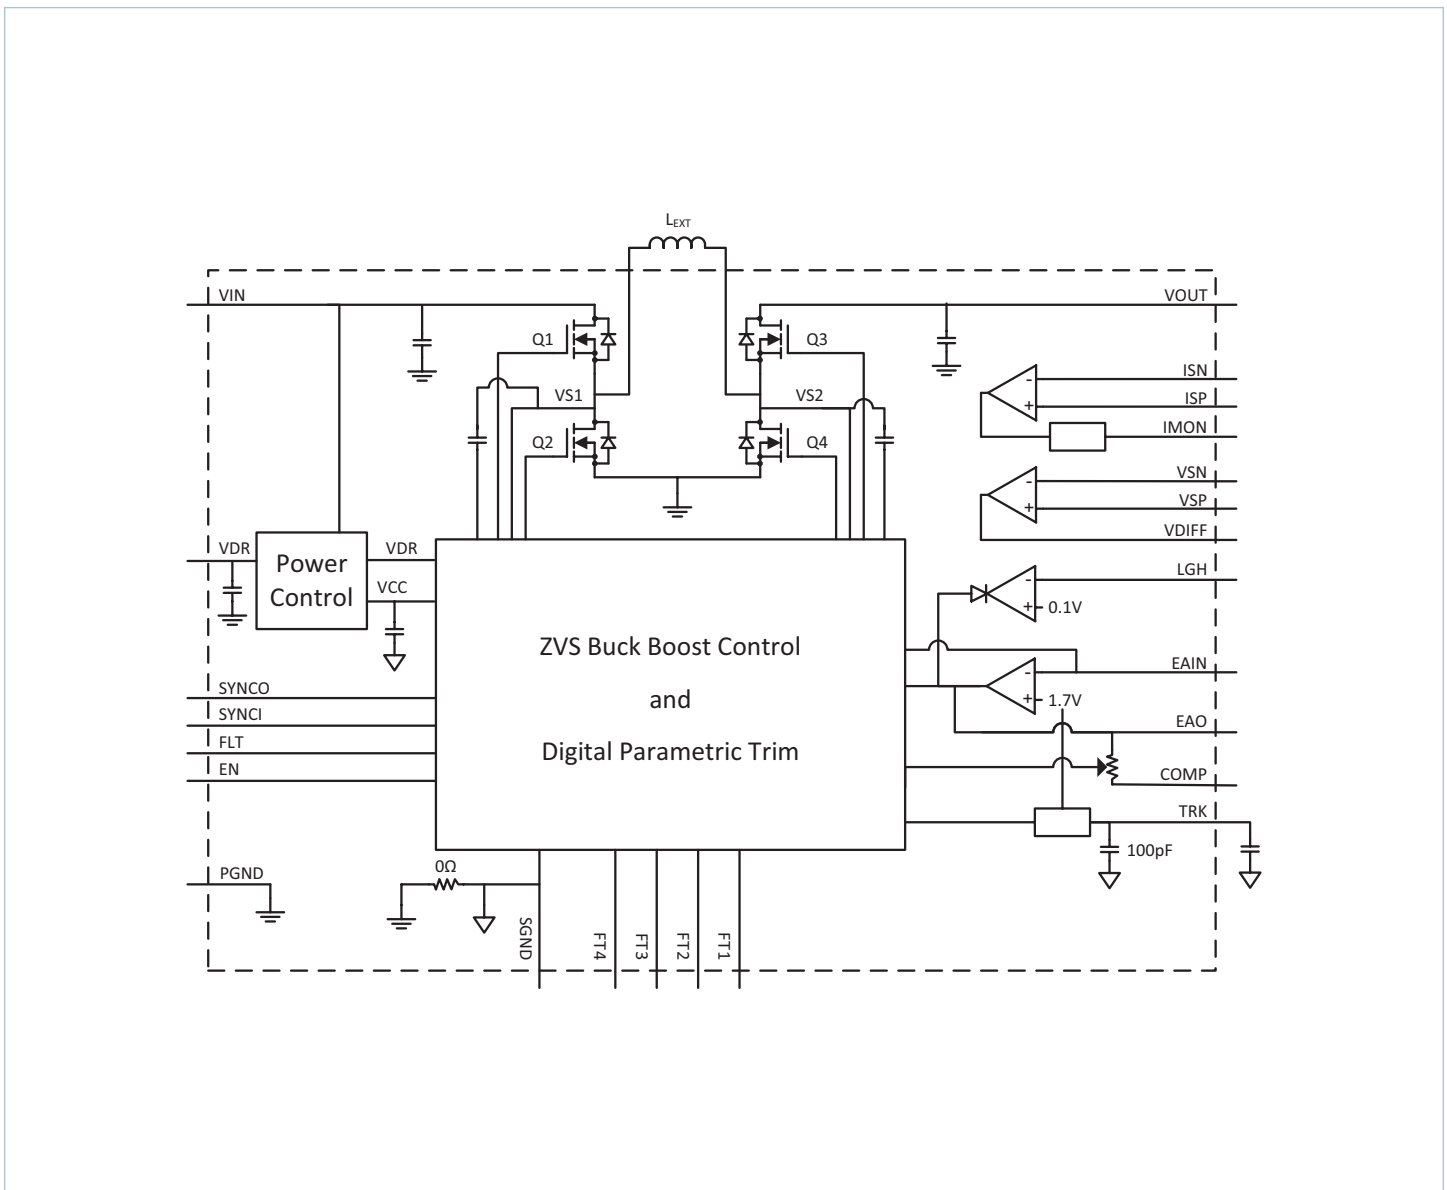 LEXT
VIN
VOUT
Q1
Q3
ISN
-
ISP
+
VS1
VS2
IMON
Q2
Q4
VSN
-
VSP
+
VDIFF
VDR
Power
Control
VDR
VCC
LGH
-
+ 0.1V
ZVS Buck Boost Control
and
Digital Parametric Trim
EAIN
-
+ 1.7V
SYNCO
SYNCI
FLT
EN
EAO
COMP
TRK
100pF
PGND
0Ω
SGND
FT4
FT3
FT2
FT1